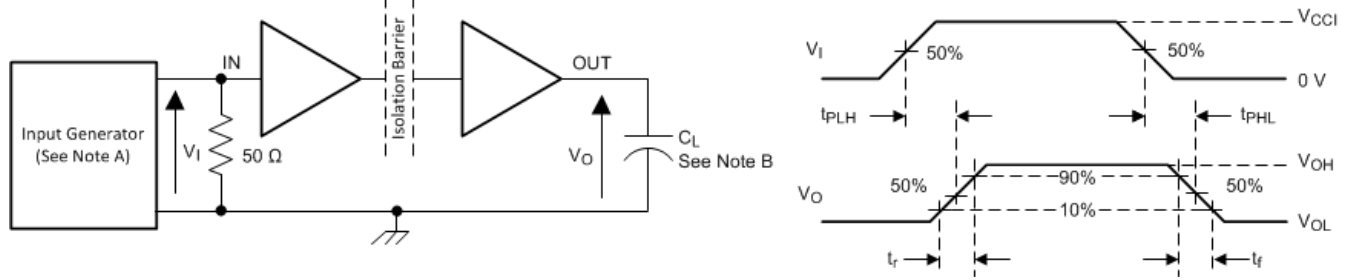 Input Generator
(See Note A)
IN
V_I
50 Ω
Isolation Barrier
OUT
V_O
C_L
See Note B
V_I
50%
50%
V_CCI
0 V
t_PLH
t_PHL
V_O
50%
90%
50%
10%
V_OH
V_OL
t_r
t_f